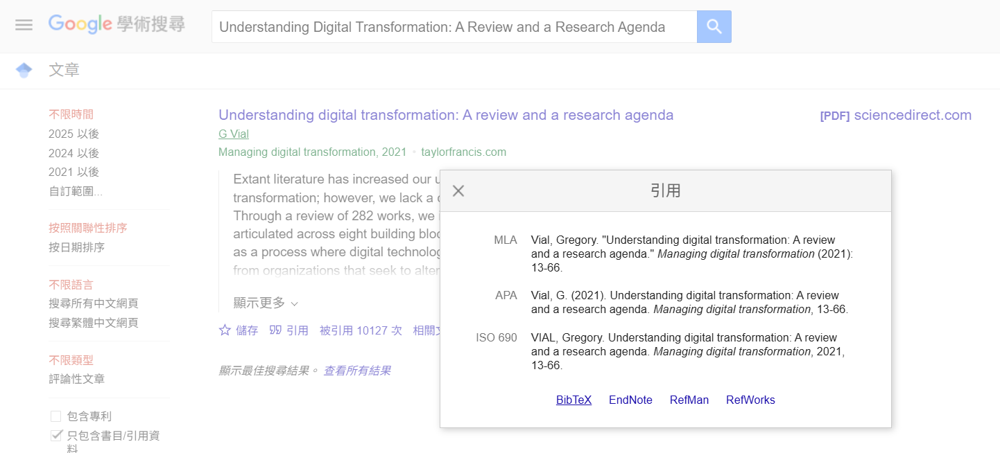 Google 學術搜尋
Understanding Digital Transformation: A Review and a Research Agenda
文章
不限時間
2025 以後
2024 以後
2021 以後
自訂範圍...
按照關聯性排序
按日期排序
不限語言
搜尋所有中文網頁
搜尋繁體中文網頁
不限類型
評論性文章
包含專利
只包含書目/引用資
料
Understanding digital transformation: A review and a research agenda
[PDF] sciencedirect.com
G Vial
Managing digital transformation, 2021 • taylorfrancis.com
Extant literature has increased our
transformation; however, we lack a
Through a review of 282 works, we
articulated across eight building
as a process where digital
from organizations that seek to alter
顯示更多
儲存 引用 被引用 10127 次 相關
顯示最佳搜尋結果。 查看所有結果
引用
MLA Vial, Gregory. "Understanding digital transformation: A review
and a research agenda." Managing digital transformation (2021):
13-66.
APA Vial, G. (2021). Understanding digital transformation: A review
and a research agenda. Managing digital transformation, 13-66.
ISO 690 VIAL, Gregory. Understanding digital transformation: A review
and a research agenda. Managing digital transformation, 2021,
13-66.
BibTeX EndNote RefMan RefWorks